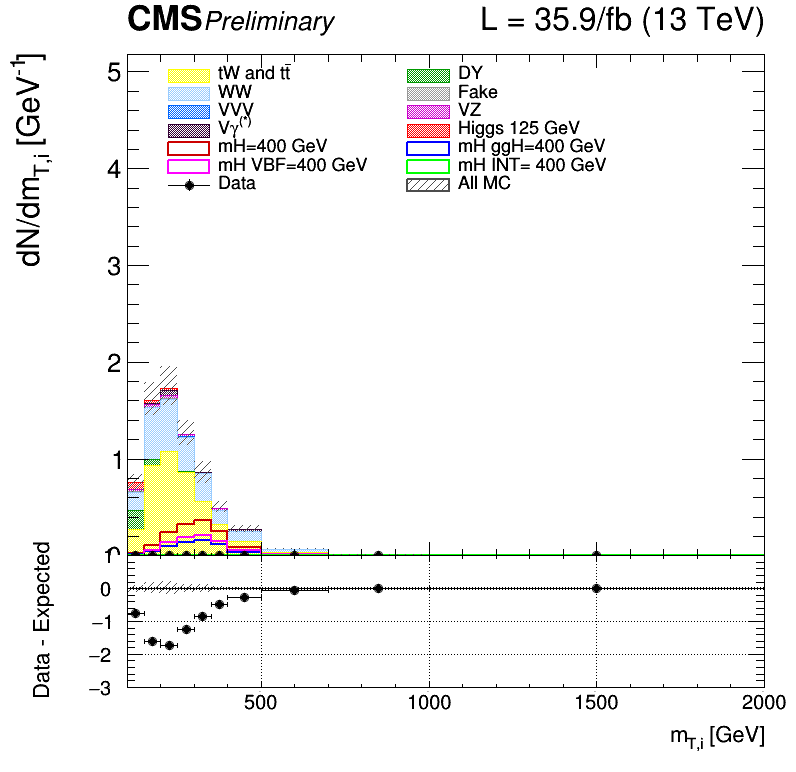 CMS Preliminary L = 35.9/fb (13 TeV)
dN/dm_{T,i} [GeV^{-1}]
5
4
3
2
1
0
tW and tt̄ DY
WW Fake
VVV VZ
Vγ^{(*)} Higgs 125 GeV
mH=400 GeV mH ggH=400 GeV
mH VBF=400 GeV mH INT= 400 GeV
Data All MC
Data - Expected
0
−1
−2
−3
500 1000 1500 2000
m_{T,i} [GeV]